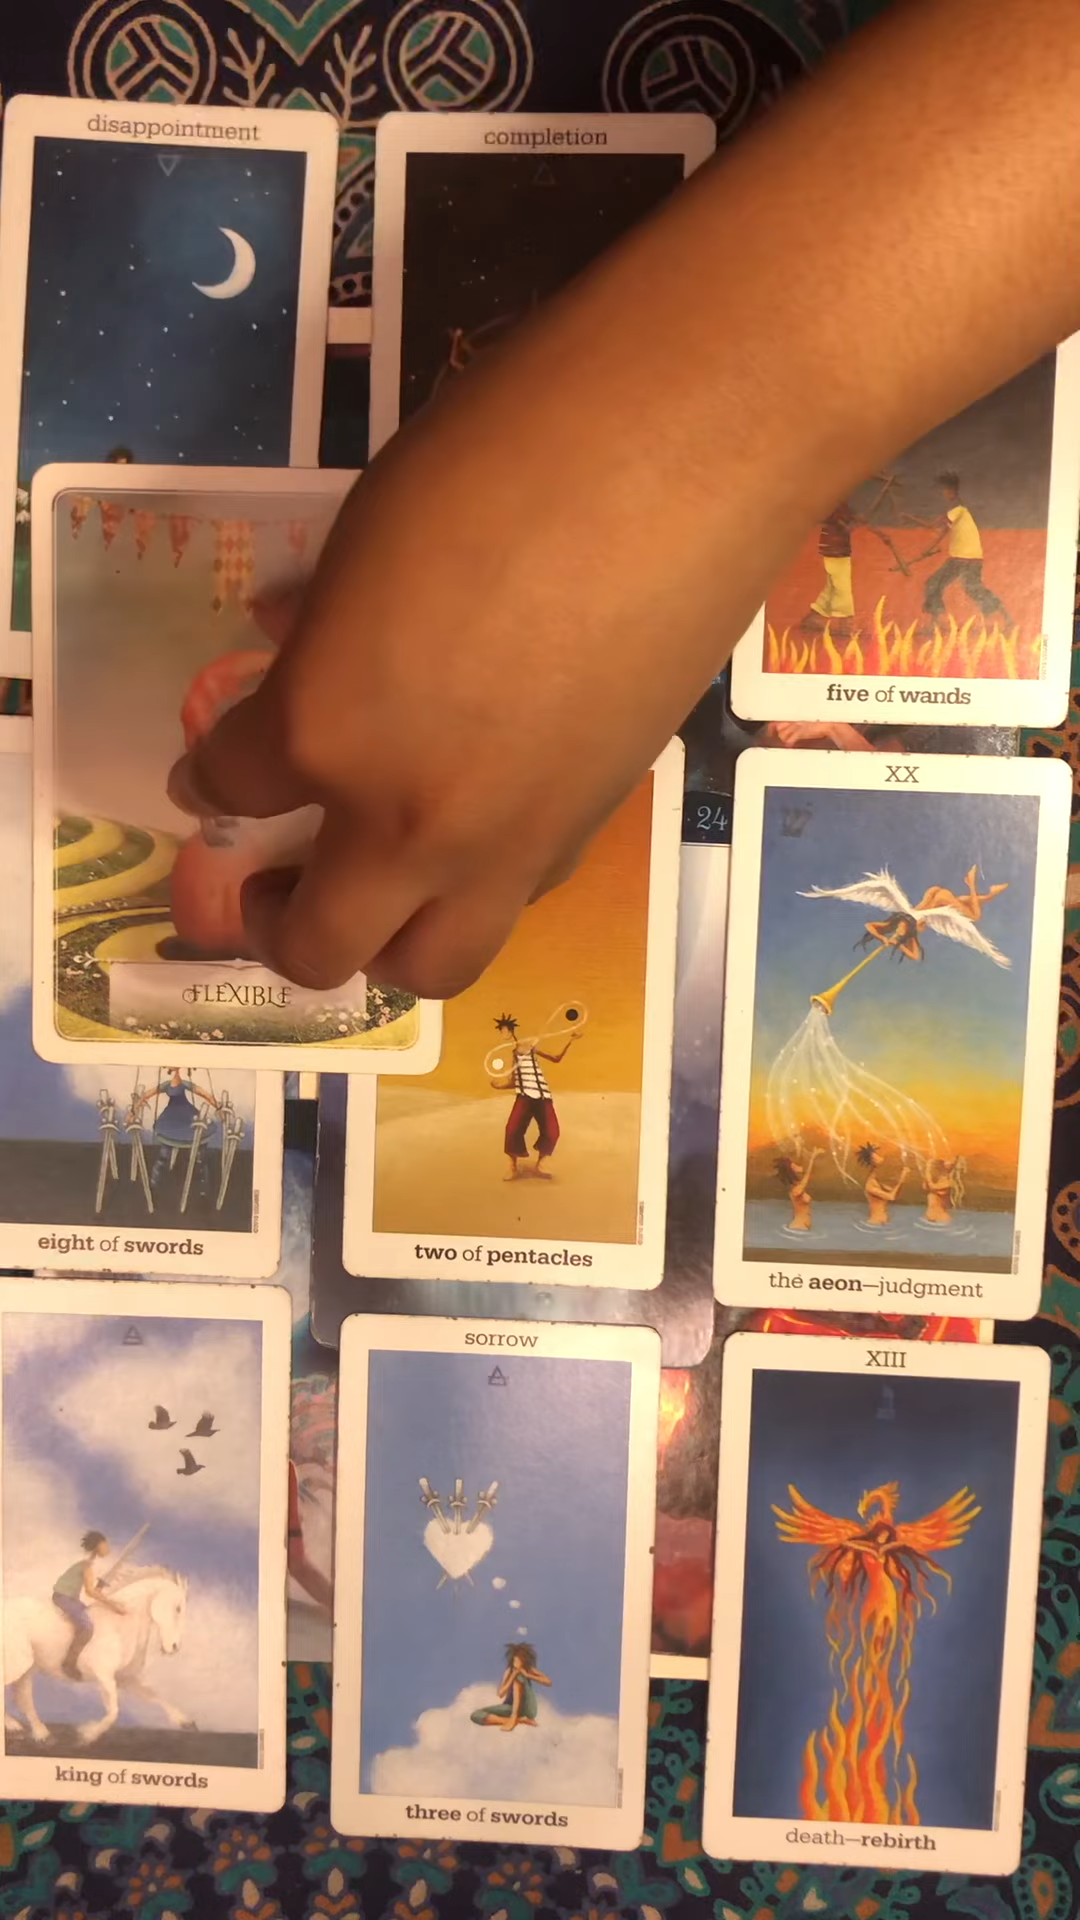 disappointment
completion
five of wands
FLEXIBLE
24
XX
eight of swords
two of pentacles
the aeon—judgment
sorrow
XIII
king of swords
three of swords
death—rebirth